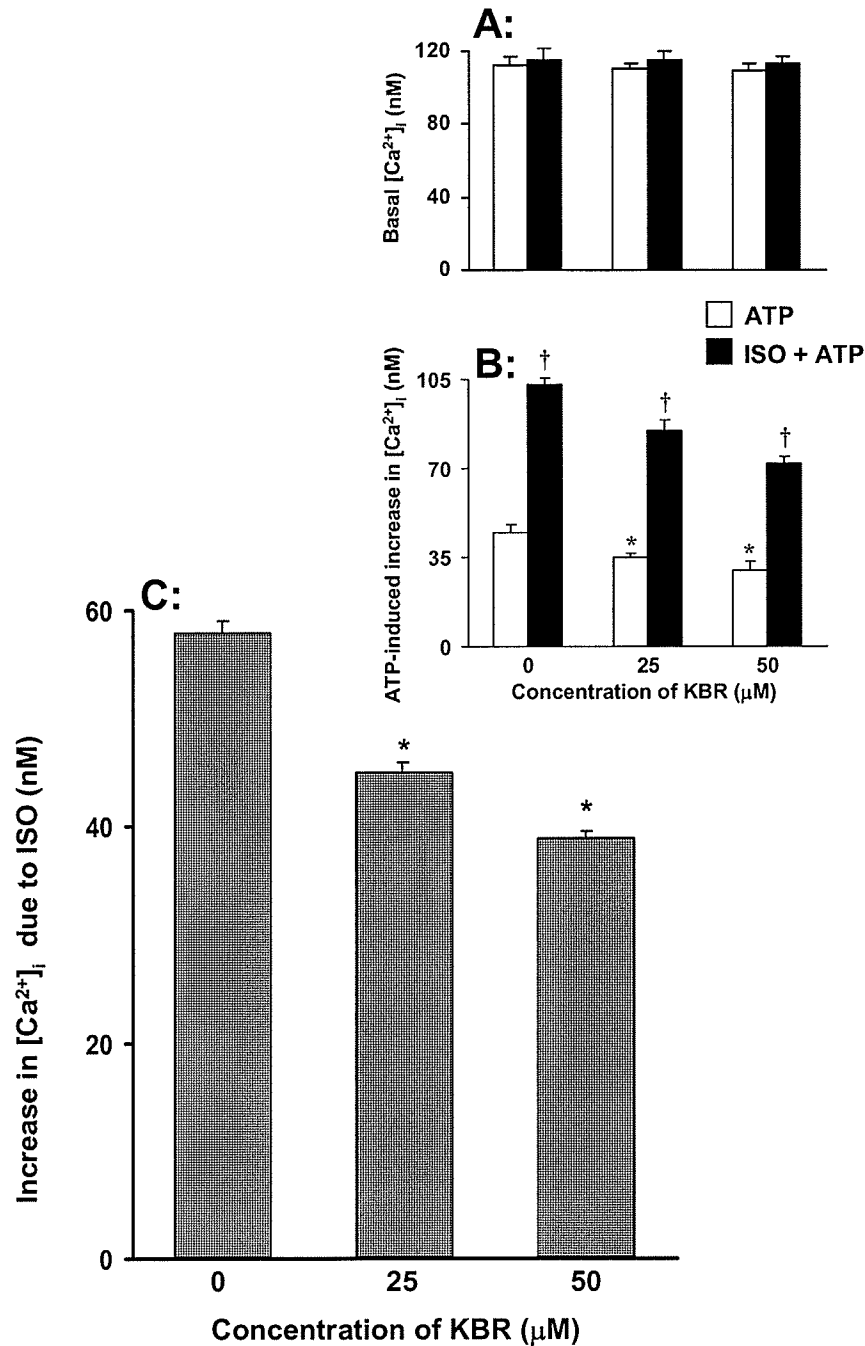 A:
Basal [Ca²⁺]ᵢ (nM)
120
80
40
0
ATP
ISO + ATP
B:
ATP-induced increase in [Ca²⁺]ᵢ (nM)
105
70
35
0
†
†
†
*
*
0 25 50
Concentration of KBR (μM)
C:
Increase in [Ca²⁺]ᵢ due to ISO (nM)
60
40
20
0
*
*
0 25 50
Concentration of KBR (μM)